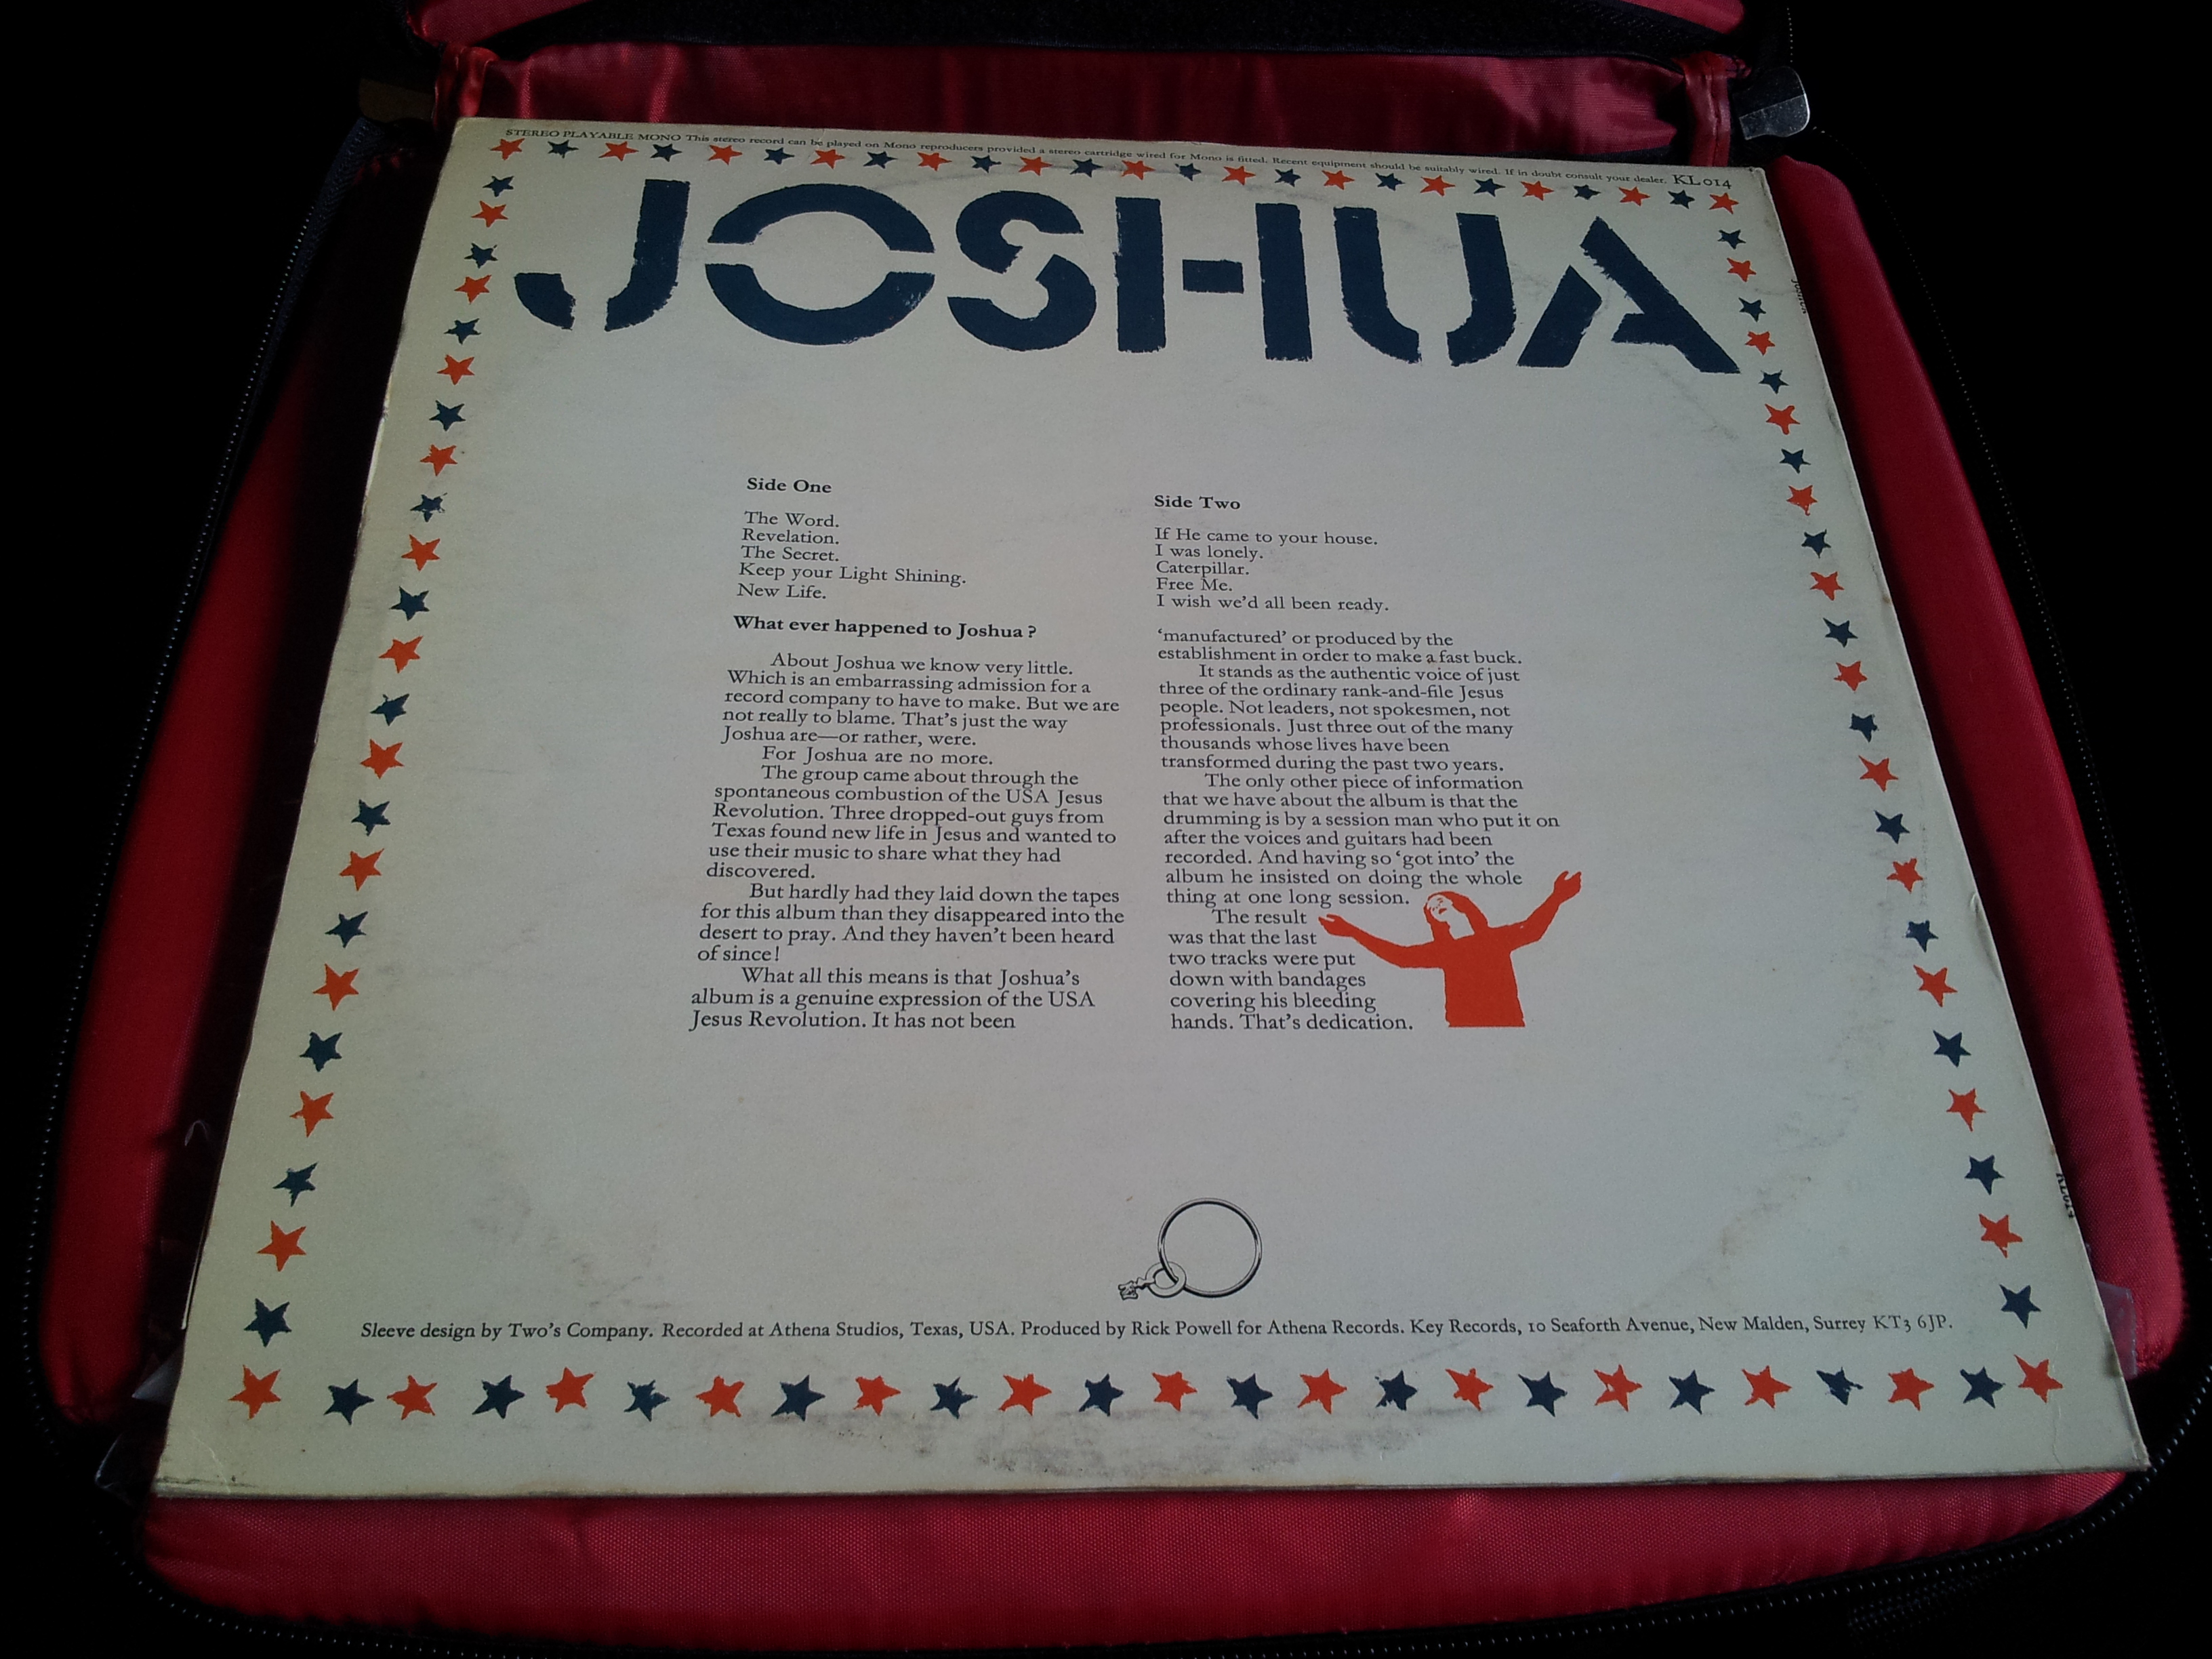 STEREO PLAYABLE MONO This stereo record can be played on Mono reproducers provided a stereo cartridge wired for Mono is fitted. Recent equipment should be suitably wired. If in doubt consult your dealer. KL014
JOSHUA
Side One
The Word.
Revelation.
The Secret.
Keep your Light Shining.
New Life.
What ever happened to Joshua?
About Joshua we know very little.
Which is an embarrassing admission for a
record company to have to make. But we are
not really to blame. That's just the way
Joshua are—or rather, were.
For Joshua are no more.
The group came about through the
spontaneous combustion of the USA Jesus
Revolution. Three dropped-out guys from
Texas found new life in Jesus and wanted to
use their music to share what they had
discovered.
But hardly had they laid down the tapes
for this album than they disappeared into the
desert to pray. And they haven't been heard
of since!
What all this means is that Joshua's
album is a genuine expression of the USA
Jesus Revolution. It has not been
Side Two
If He came to your house.
I was lonely.
Caterpillar.
Free Me.
I wish we'd all been ready.
'manufactured' or produced by the
establishment in order to make a fast buck.
It stands as the authentic voice of just
three of the ordinary rank-and-file Jesus
people. Not leaders, not spokesmen, not
professionals. Just three out of the many
thousands whose lives have been
transformed during the past two years.
The only other piece of information
that we have about the album is that the
drumming is by a session man who put it on
after the voices and guitars had been
recorded. And having so 'got into' the
album he insisted on doing the whole
thing at one long session.
The result
was that the last
two tracks were put
down with bandages
covering his bleeding
hands. That's dedication.
Sleeve design by Two's Company. Recorded at Athena Studios, Texas, USA. Produced by Rick Powell for Athena Records. Key Records, 10 Seaforth Avenue, New Malden, Surrey KT3 6JP.